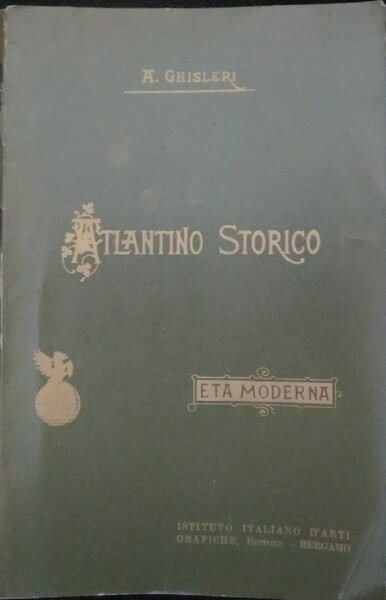 A. GHISLERI
ATLANTINO STORICO
ETÀ MODERNA
ISTITUTO ITALIANO D'ARTI
GRAFICHE, EDITORE - BERGAMO